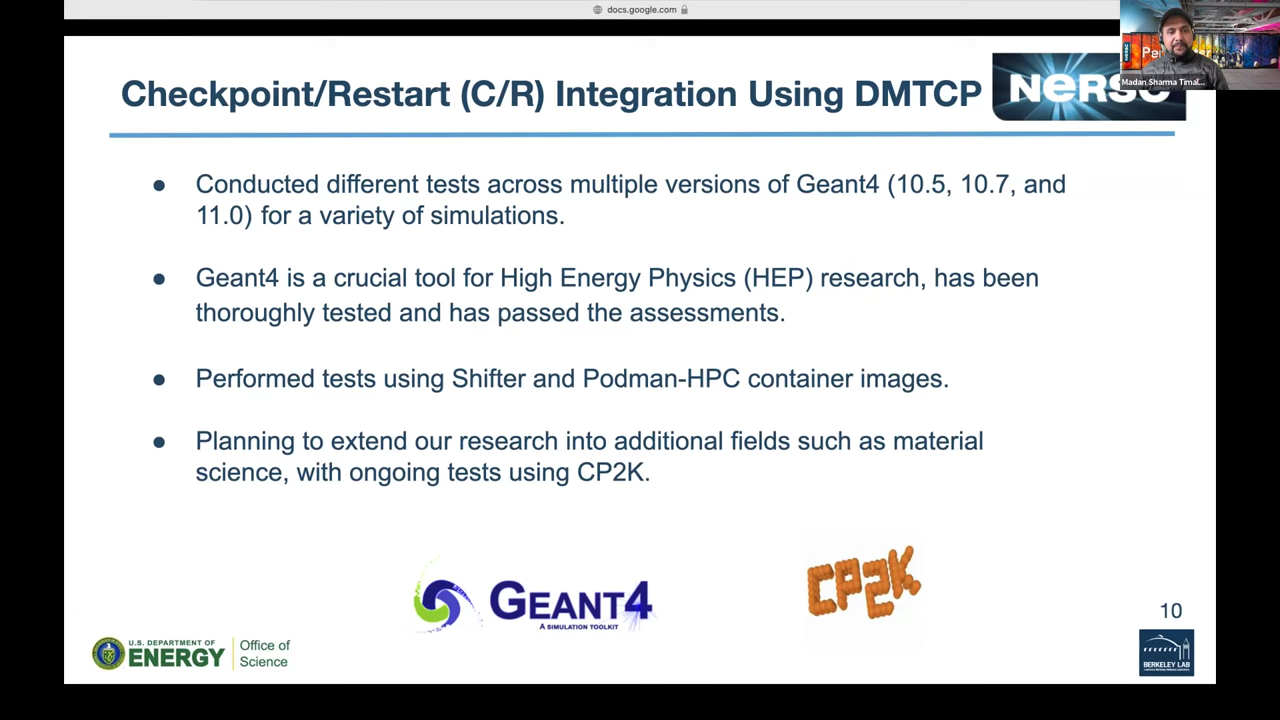 docs.google.com
Checkpoint/Restart (C/R) Integration Using DMTCP
NERSC
Madan Sharma Timal...
● Conducted different tests across multiple versions of Geant4 (10.5, 10.7, and
11.0) for a variety of simulations.
● Geant4 is a crucial tool for High Energy Physics (HEP) research, has been
thoroughly tested and has passed the assessments.
● Performed tests using Shifter and Podman-HPC container images.
● Planning to extend our research into additional fields such as material
science, with ongoing tests using CP2K.
GEANT4
A SIMULATION TOOLKIT
CP2K
10
U.S. DEPARTMENT OF
ENERGY
Office of
Science
BERKELEY LAB